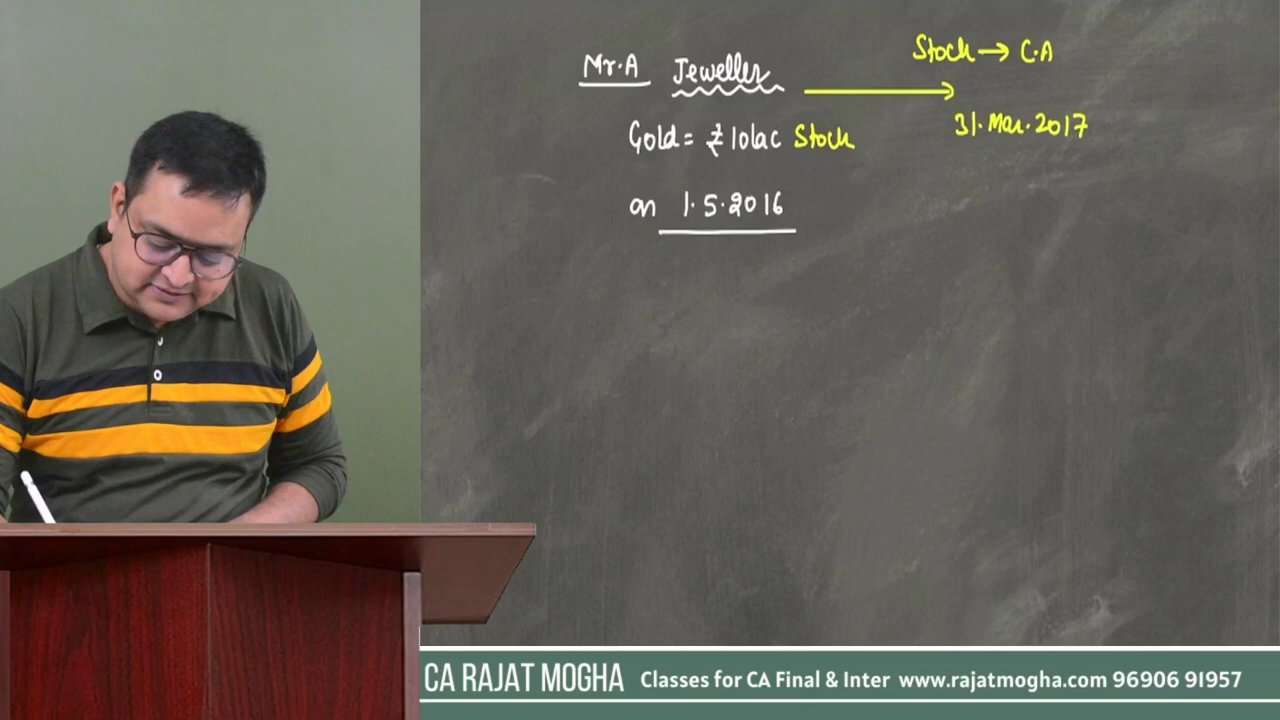 Mr.A Jeweller
Stock → C.A
31.Mar.2017
Gold = ₹10lac Stock
on 1.5.2016
CA RAJAT MOGHA Classes for CA Final & Inter www.rajatmogha.com 96906 91957